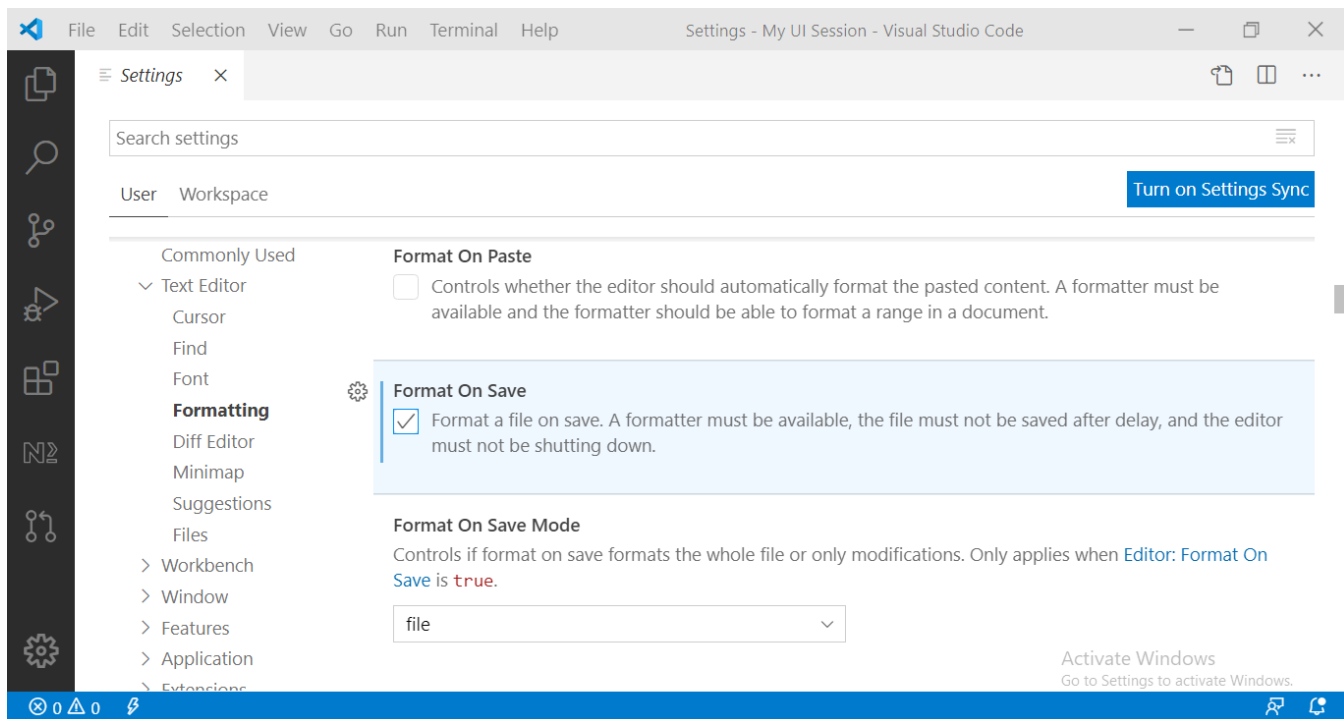 File Edit Selection View Go Run Terminal Help Settings - My UI Session - Visual Studio Code
Settings
Search settings
User Workspace
Turn on Settings Sync
Commonly Used
Text Editor
Cursor
Find
Font
Formatting
Diff Editor
Minimap
Suggestions
Files
Workbench
Window
Features
Application
Extensions
Format On Paste
Controls whether the editor should automatically format the pasted content. A formatter must be
available and the formatter should be able to format a range in a document.
Format On Save
Format a file on save. A formatter must be available, the file must not be saved after delay, and the editor
must not be shutting down.
Format On Save Mode
Controls if format on save formats the whole file or only modifications. Only applies when Editor: Format On
Save is true.
file
Activate Windows
Go to Settings to activate Windows.
0 0